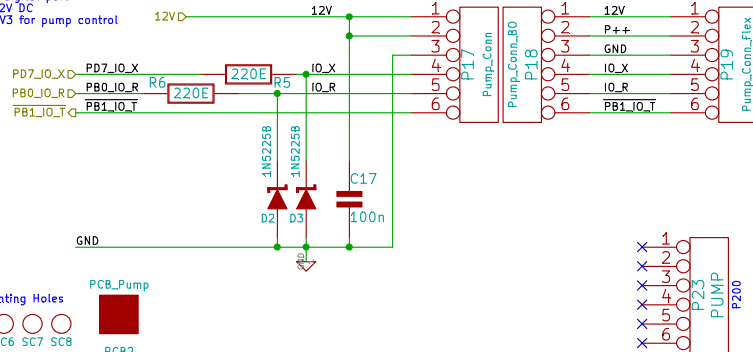 2V DC
V3 for pump control
12V
12V
1
2
3
4
5
6
P17
Pump_Conn
Pump_Conn_BO
P18
1
2
3
4
5
6
12V
P++
GND
IO_X
IO_R
PB1_IO_T
1
2
3
4
5
6
P19
Pump_Conn_Flex
PD7_IO_X
PD7_IO_X
220E
R5
IO_X
PB0_IO_R
PB0_IO_R
R6
220E
IO_R
PB1_IO_T
PB1_IO_T
1N5225B
1N5225B
D2
D3
C17
100n
GND
GND
nting Holes
C6
SC7
SC8
PCB_Pump
PCB2
1
2
3
4
5
6
P23
PUMP
P200